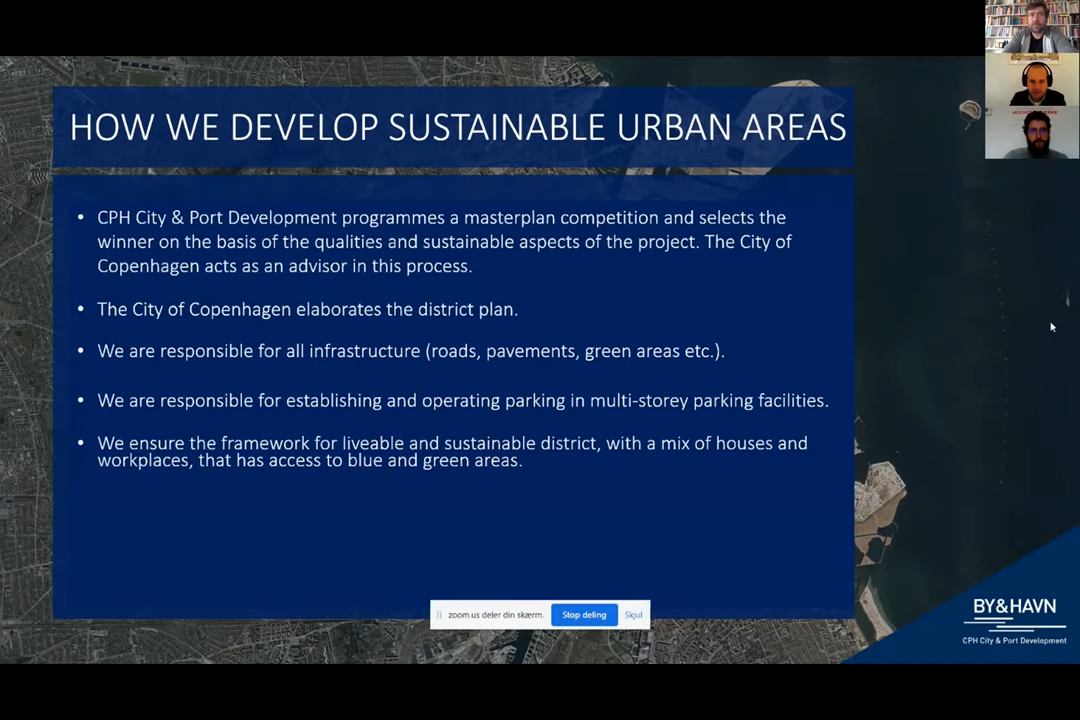 HOW WE DEVELOP SUSTAINABLE URBAN AREAS
• CPH City & Port Development programmes a masterplan competition and selects the
winner on the basis of the qualities and sustainable aspects of the project. The City of
Copenhagen acts as an advisor in this process.
• The City of Copenhagen elaborates the district plan.
• We are responsible for all infrastructure (roads, pavements, green areas etc.).
• We are responsible for establishing and operating parking in multi-storey parking facilities.
• We ensure the framework for liveable and sustainable district, with a mix of houses and
workplaces, that has access to blue and green areas.
zoom.us deler din skærm. Stop deling Skjul
BY&HAVN
CPH City & Port Development